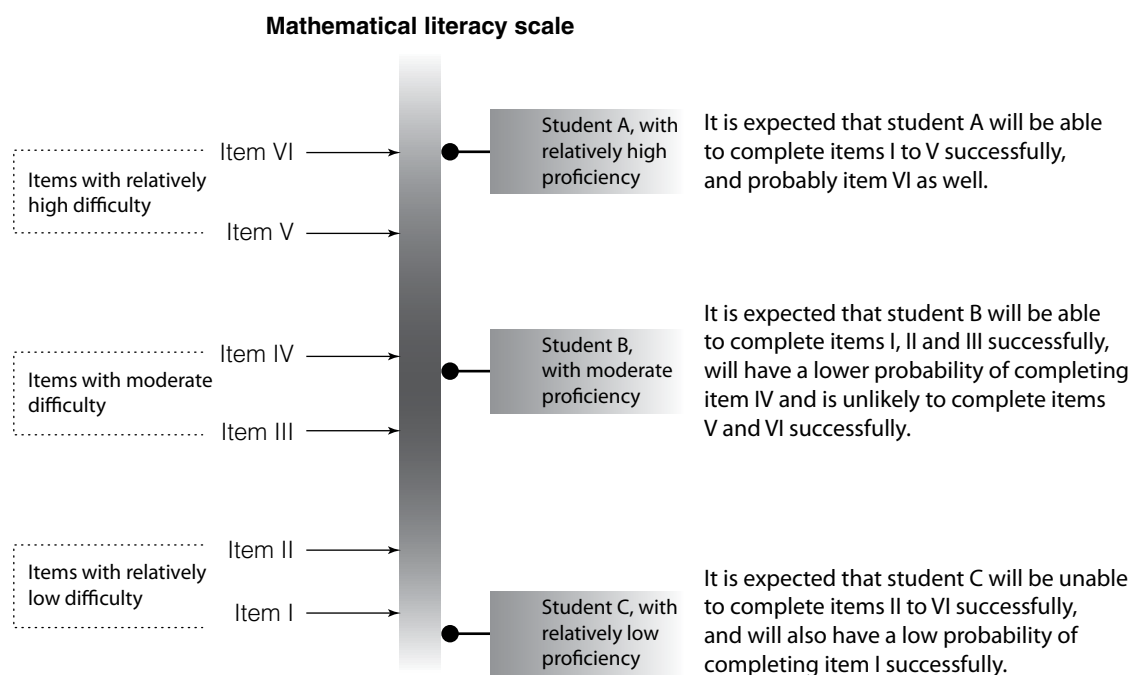 Mathematical literacy scale
Item VI
Items with relatively
high difficulty
Item V
Student A, with
relatively high
proficiency
It is expected that student A will be able
to complete items I to V successfully,
and probably item VI as well.
Item IV
Items with moderate
difficulty
Item III
Student B,
with moderate
proficiency
It is expected that student B will be able
to complete items I, II and III successfully,
will have a lower probability of completing
item IV and is unlikely to complete items
V and VI successfully.
Item II
Items with relatively
low difficulty
Item I
Student C, with
relatively low
proficiency
It is expected that student C will be unable
to complete items II to VI successfully,
and will also have a low probability of
completing item I successfully.